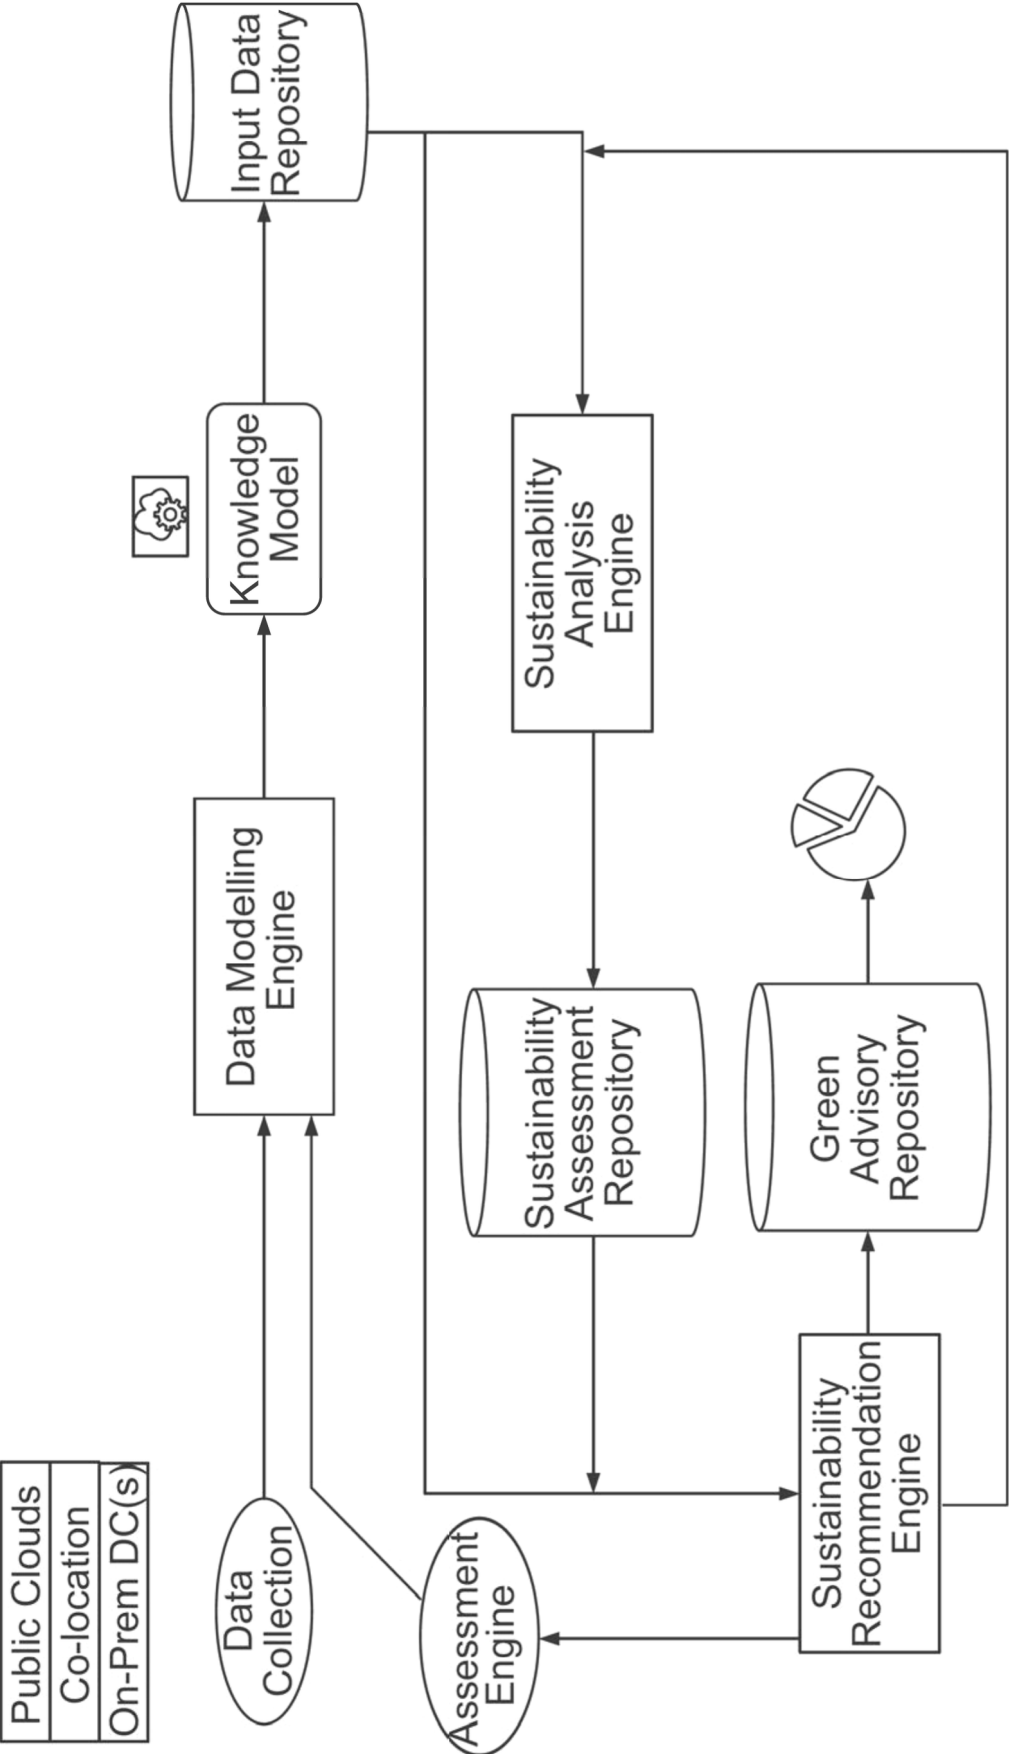 Public Clouds
Co-location
On-Prem DC(s)
Data
Collection
Data Modelling
Engine
Knowledge
Model
Input Data
Repository
Assessment
Engine
Sustainability
Assessment
Repository
Sustainability
Analysis
Engine
Sustainability
Recommendation
Engine
Green
Advisory
Repository